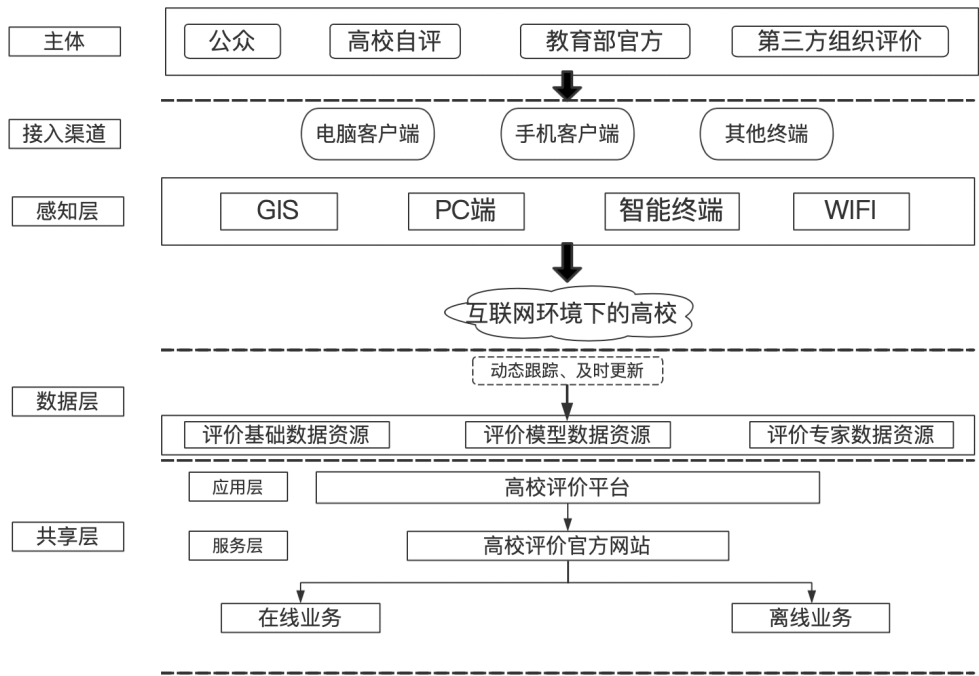 主体
公众
高校自评
教育部官方
第三方组织评价
接入渠道
电脑客户端
手机客户端
其他终端
感知层
GIS
PC端
智能终端
WIFI
互联网环境下的高校
动态跟踪、及时更新
数据层
评价基础数据资源
评价模型数据资源
评价专家数据资源
应用层
高校评价平台
共享层
服务层
高校评价官方网站
在线业务
离线业务